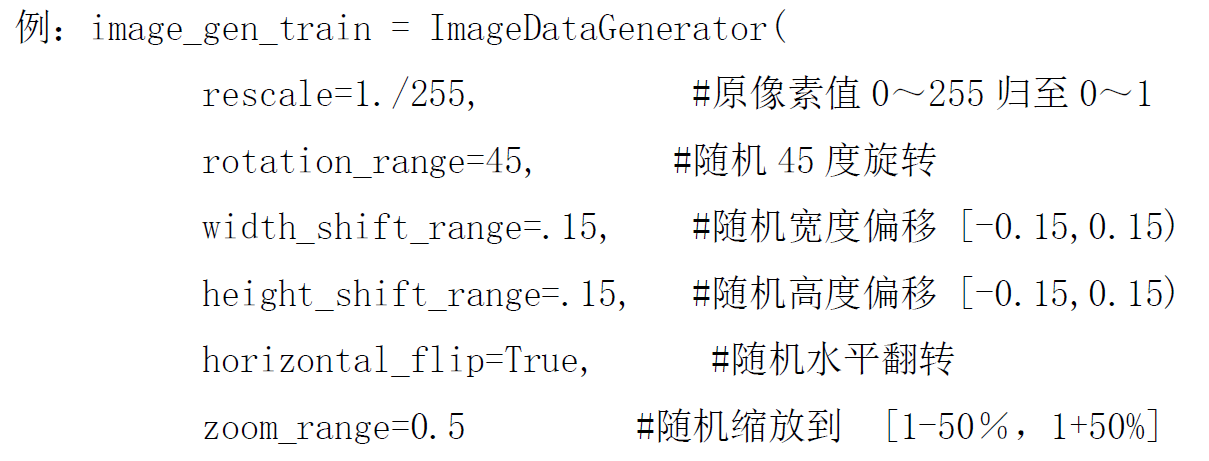 例：image_gen_train = ImageDataGenerator(
rescale=1./255, #原像素值 0～255 归至 0～1
rotation_range=45, #随机 45 度旋转
width_shift_range=.15, #随机宽度偏移 [-0.15,0.15)
height_shift_range=.15, #随机高度偏移 [-0.15,0.15)
horizontal_flip=True, #随机水平翻转
zoom_range=0.5 #随机缩放到 [1-50％，1+50%]